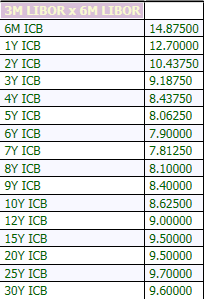 3M LIBOR x 6M LIBOR
6M ICB 14.87500
1Y ICB 12.70000
2Y ICB 10.43750
3Y ICB 9.18750
4Y ICB 8.43750
5Y ICB 8.06250
6Y ICB 7.90000
7Y ICB 7.81250
8Y ICB 8.10000
9Y ICB 8.40000
10Y ICB 8.62500
12Y ICB 9.00000
15Y ICB 9.50000
20Y ICB 9.50000
25Y ICB 9.70000
30Y ICB 9.60000